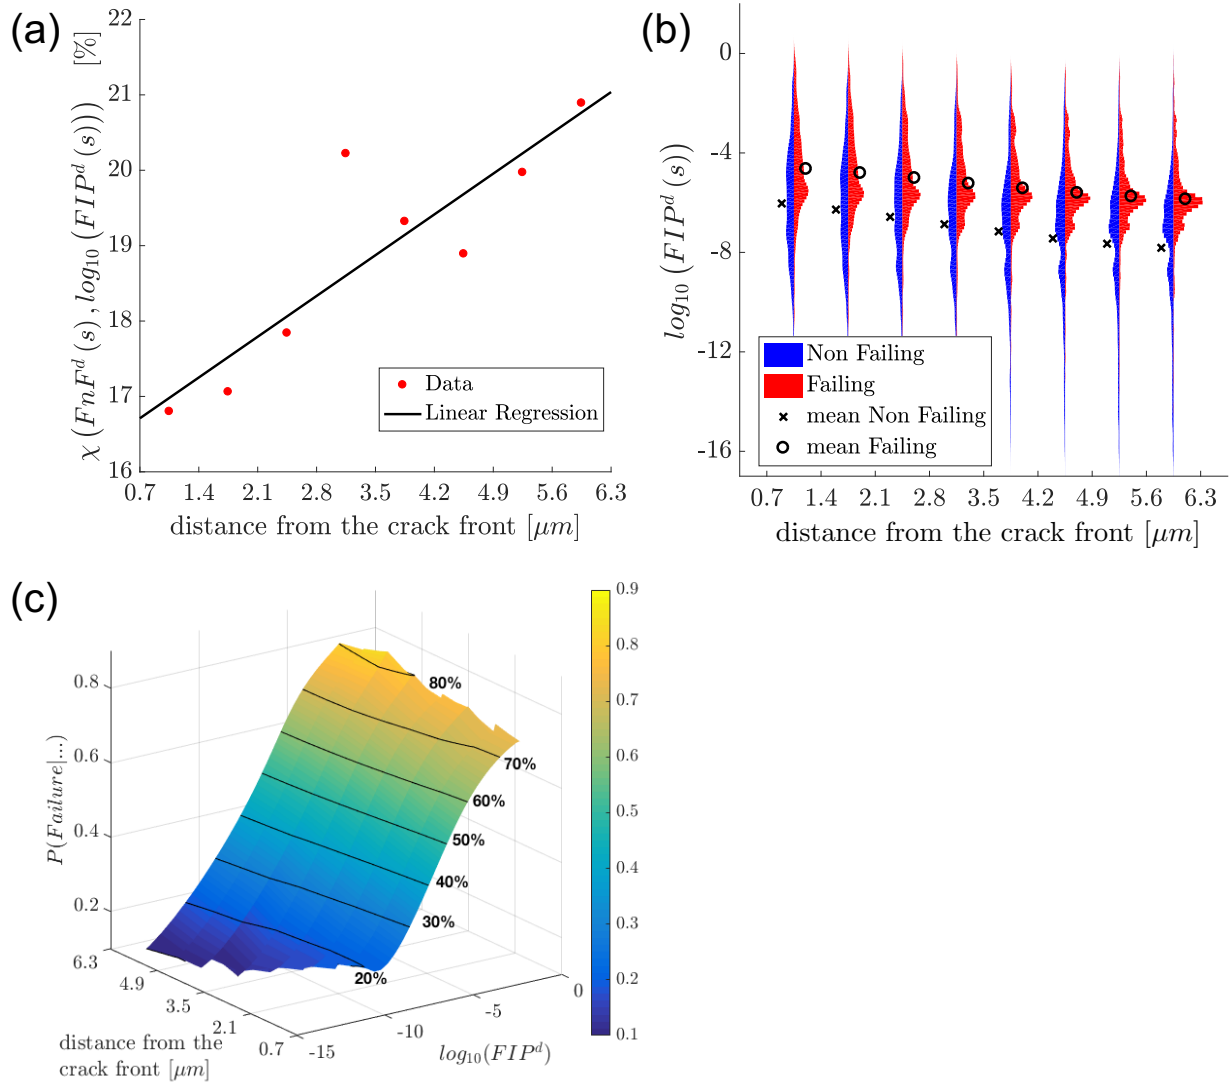 (a)
χ (FnF^d (s), log₁₀ (FIP^d (s))) [%]
22
21
20
19
18
17
16
Data
Linear Regression
0.7 1.4 2.1 2.8 3.5 4.2 4.9 5.6 6.3
distance from the crack front [μm]
(b)
log₁₀ (FIP^d (s))
0
-4
-8
-12
-16
Non Failing
Failing
mean Non Failing
mean Failing
0.7 1.4 2.1 2.8 3.5 4.2 4.9 5.6 6.3
distance from the crack front [μm]
(c)
P(Failure|...)
0.8
0.6
0.4
0.2
80%
70%
60%
50%
40%
30%
20%
6.3
4.9
3.5
2.1
0.7
distance from the
crack front [μm]
-15
-10
-5
0
log₁₀(FIP^d)
0.9
0.8
0.7
0.6
0.5
0.4
0.3
0.2
0.1